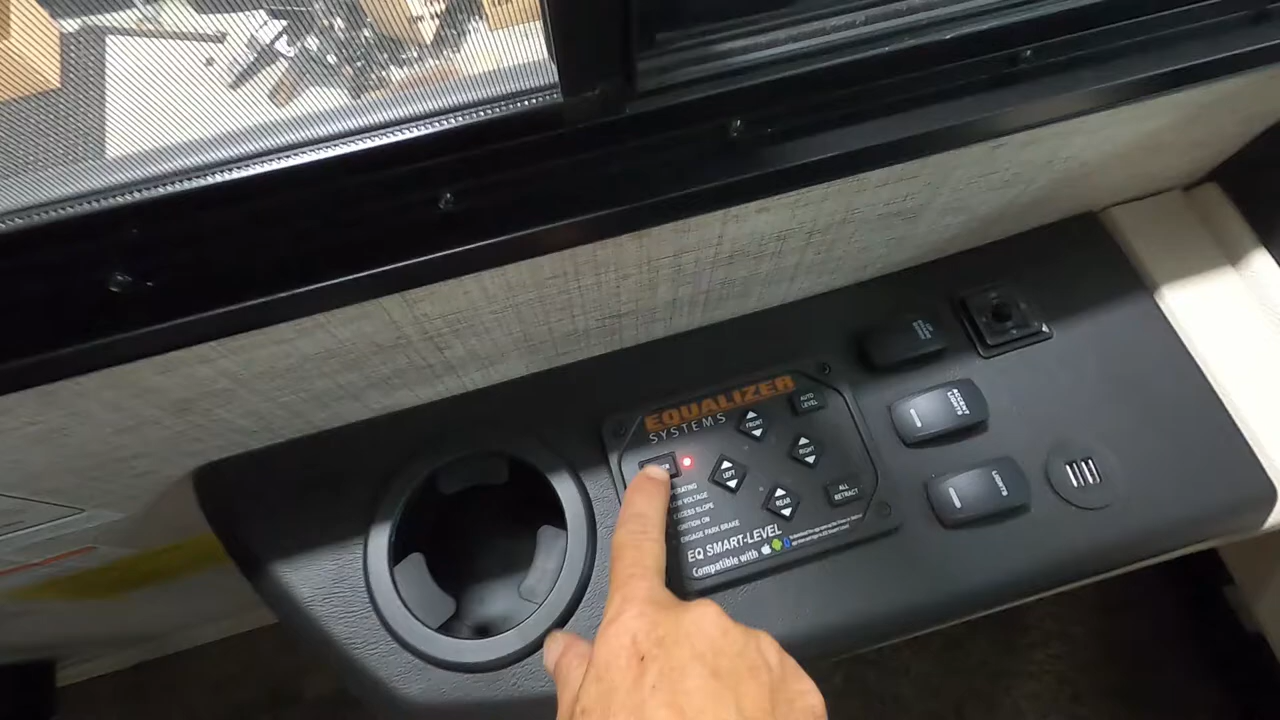 EQUALIZER
SYSTEMS
AUTO
LEVEL
FRONT
RIGHT
LEFT
REAR
ALL
RETRACT
LOW VOLTAGE
EXCESS SLOPE
IGNITION ON
ENGAGE PARK BRAKE
EQ SMART-LEVEL
Compatible with
ACCENT
LIGHTS
LIGHTS